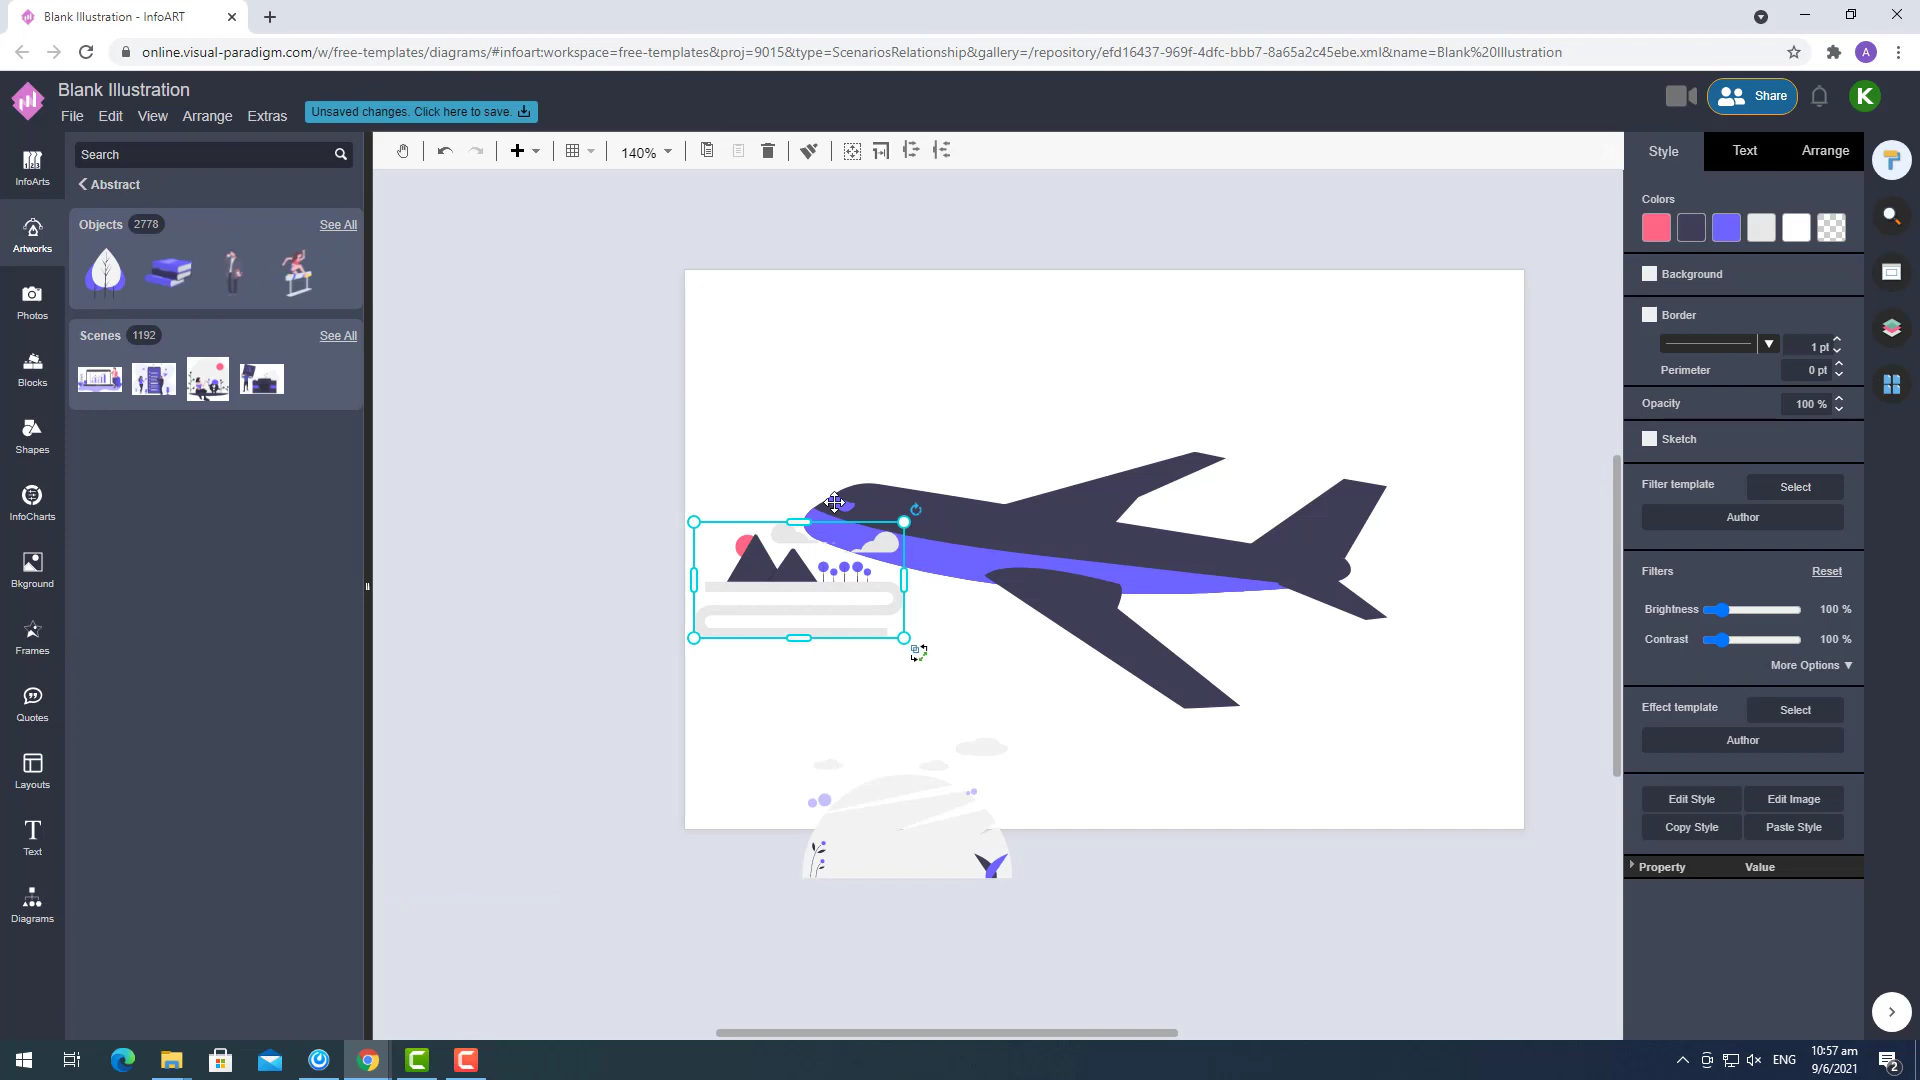 Blank Illustration - InfoART
online.visual-paradigm.com/w/free-templates/diagrams/#infoart:workspace=free-templates&proj=9015&type=ScenariosRelationship&gallery=/repository/efd16437-969f-4dfc-bbb7-8a65a2c45ebe.xml&name=Blank%20Illustration
A
Blank Illustration
File Edit View Arrange Extras
Unsaved changes. Click here to save.
Share
K
InfoArts
Artworks
Photos
Blocks
Shapes
InfoCharts
Bkground
Frames
Quotes
Layouts
Text
Diagrams
Search
Abstract
Objects 2778 See All
Scenes 1192 See All
140%
Style Text Arrange
Colors
Background
Border
1 pt
Perimeter 0 pt
Opacity 100 %
Sketch
Filter template Select
Author
Filters Reset
Brightness 100 %
Contrast 100 %
More Options
Effect template Select
Author
Edit Style Edit Image
Copy Style Paste Style
Property Value
ENG
10:57 am
9/6/2021
2